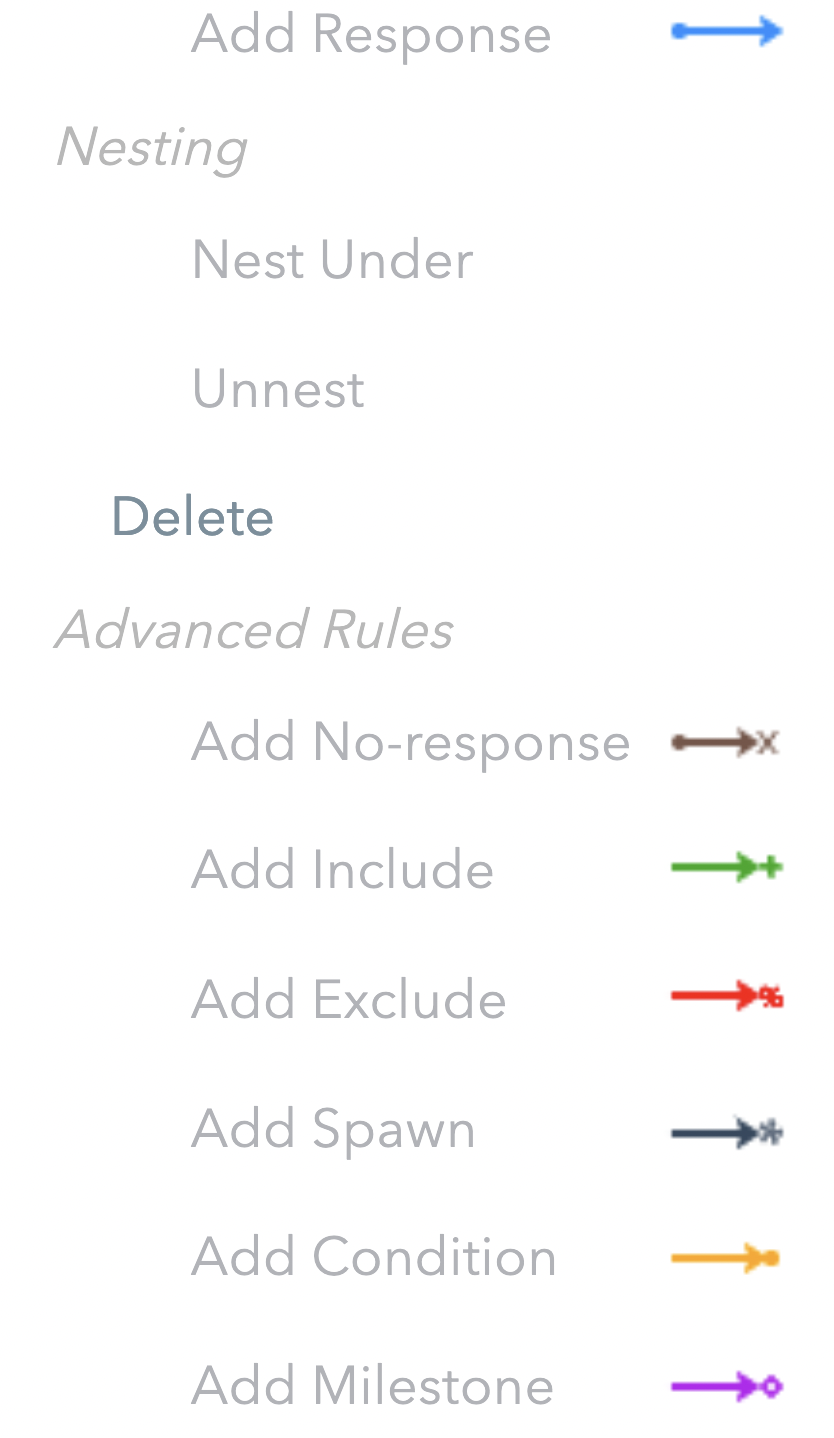 Add Response
Nesting
Nest Under
Unnest
Delete
Advanced Rules
Add No-response
Add Include
Add Exclude
Add Spawn
Add Condition
Add Milestone